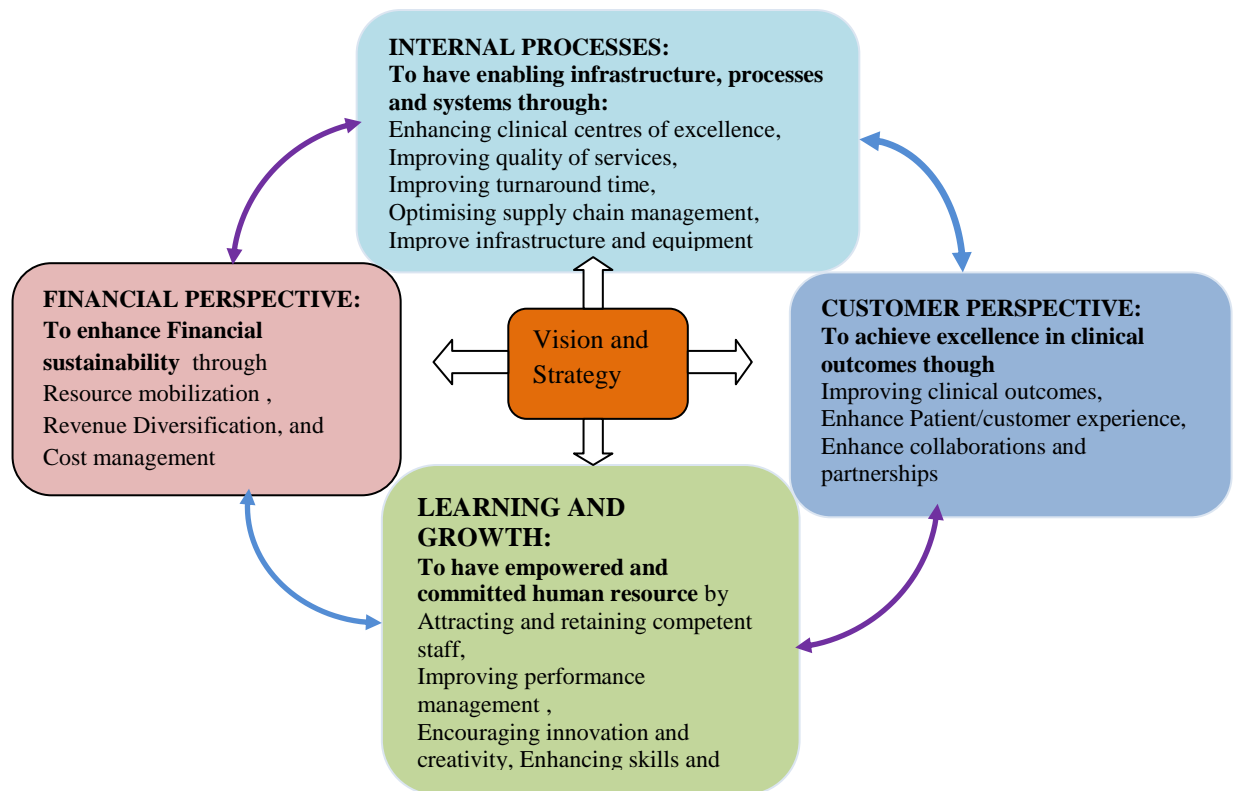 INTERNAL PROCESSES:
To have enabling infrastructure, processes
and systems through:
Enhancing clinical centres of excellence,
Improving quality of services,
Improving turnaround time,
Optimising supply chain management,
Improve infrastructure and equipment
FINANCIAL PERSPECTIVE:
To enhance Financial
sustainability through
Resource mobilization ,
Revenue Diversification, and
Cost management
Vision and
Strategy
CUSTOMER PERSPECTIVE:
To achieve excellence in clinical
outcomes though
Improving clinical outcomes,
Enhance Patient/customer experience,
Enhance collaborations and
partnerships
LEARNING AND
GROWTH:
To have empowered and
committed human resource by
Attracting and retaining competent
staff,
Improving performance
management ,
Encouraging innovation and
creativity, Enhancing skills and